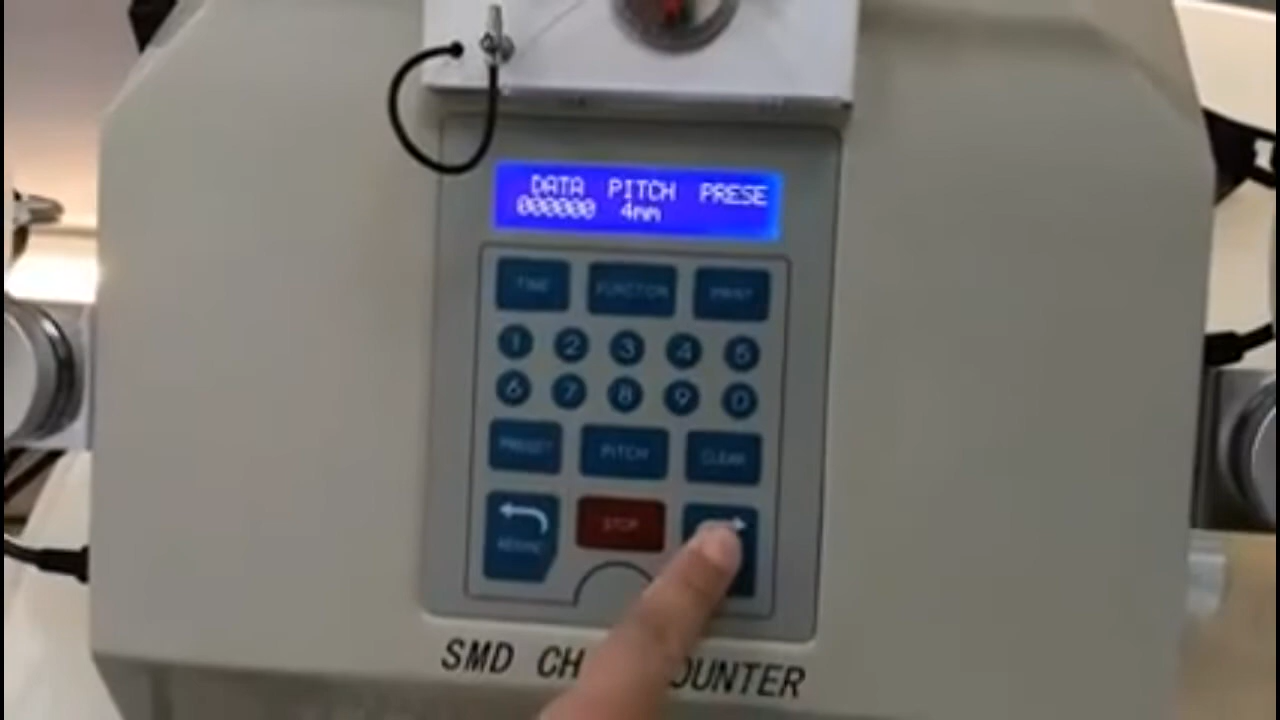 DATA PITCH PRESE
000000 4mm
TIME FUNCTION PRINT
1 2 3 4 5
6 7 8 9 0
PRESET PITCH CLEAR
STOP
SMD CH OUNTER